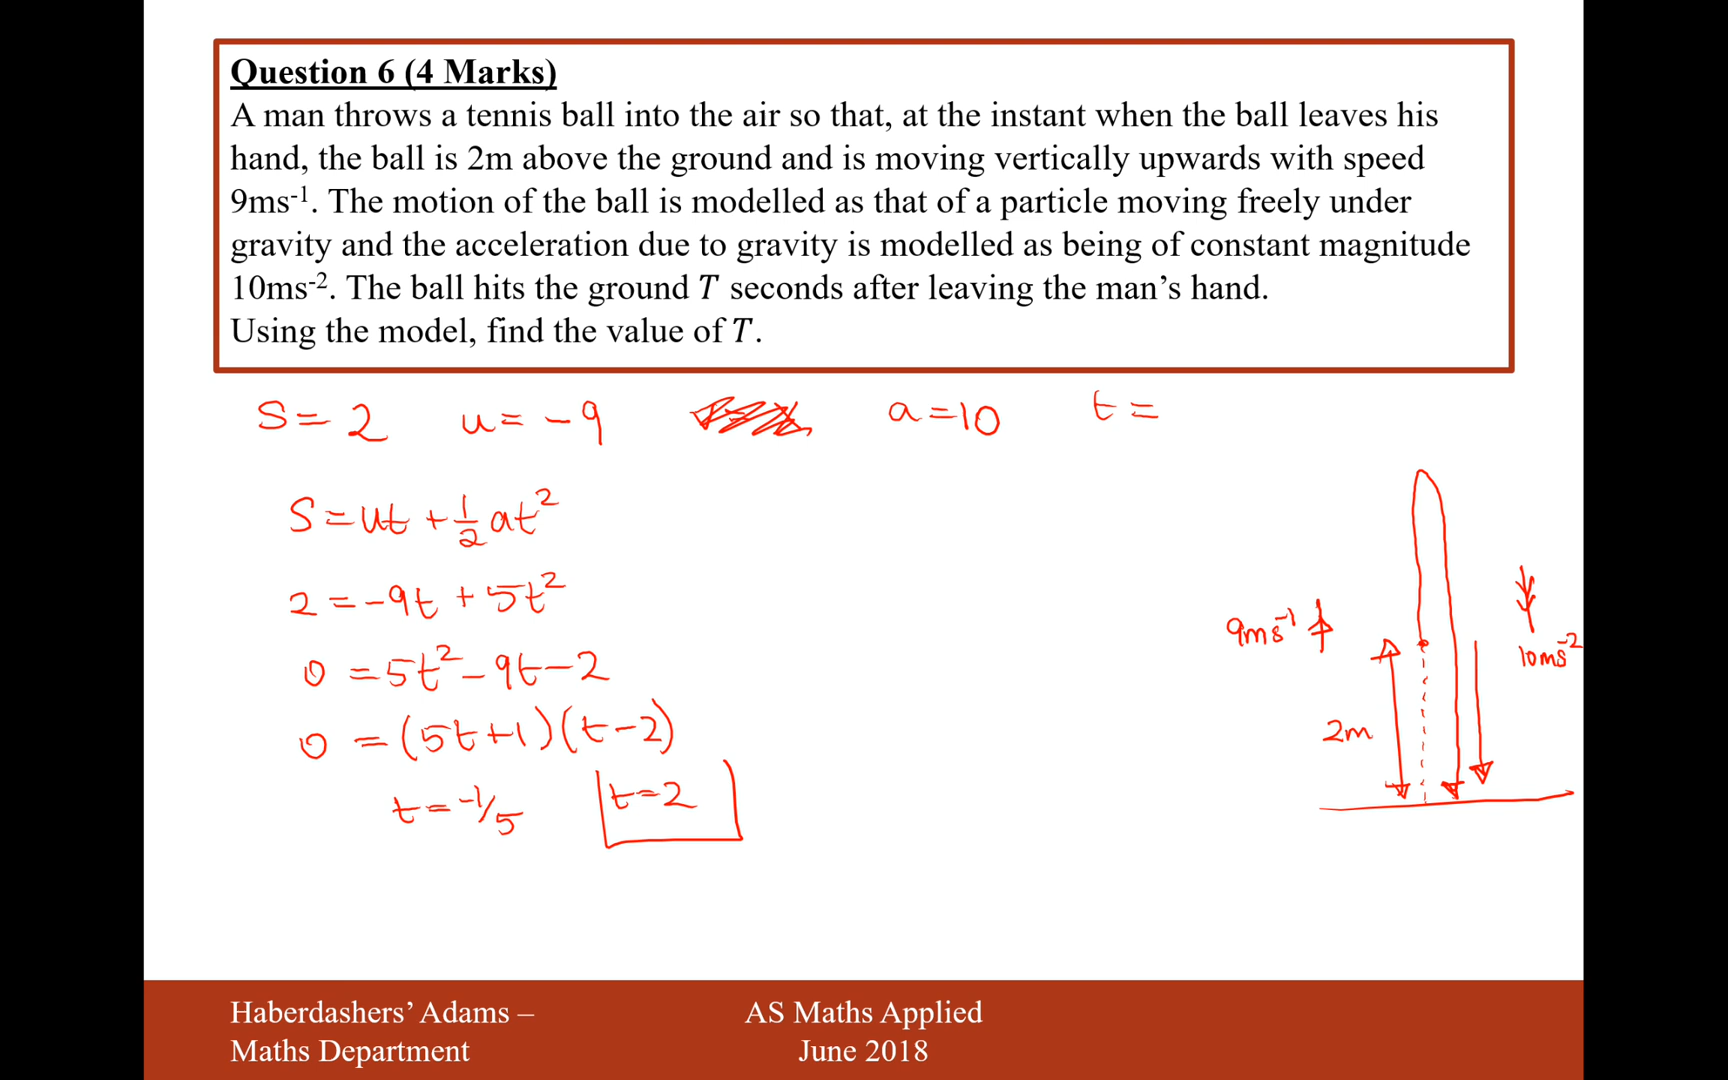 Question 6 (4 Marks)
A man throws a tennis ball into the air so that, at the instant when the ball leaves his
hand, the ball is 2m above the ground and is moving vertically upwards with speed
9ms⁻¹. The motion of the ball is modelled as that of a particle moving freely under
gravity and the acceleration due to gravity is modelled as being of constant magnitude
10ms⁻². The ball hits the ground T seconds after leaving the man’s hand.
Using the model, find the value of T.
S = 2 u = -9 a = 10 t =
S = ut + ½at²
2 = -9t + 5t²
0 = 5t² - 9t - 2
0 = (5t+1)(t-2)
t = -1/5 t = 2
9ms⁻¹
10ms⁻²
2m
Haberdashers’ Adams –
Maths Department
AS Maths Applied
June 2018